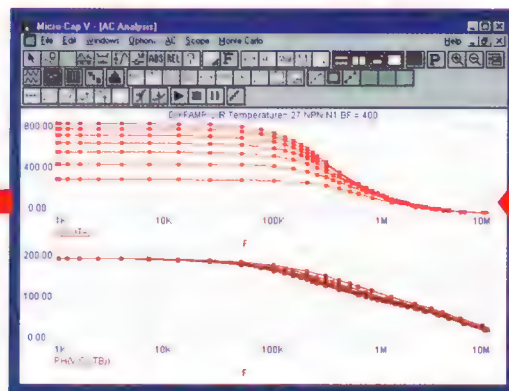 Micro-Cap V - [AC Analysis]
File Edit Windows Options AC Scope Monte Carlo Help
ABS REL ? F P
Temperature= 27 NPN N1 BF = 400
800.00
400.00
0.00
1K 10K 100K 1M 10M
F
200.00
100.00
0.00
1K 10K 100K 1M 10M
F